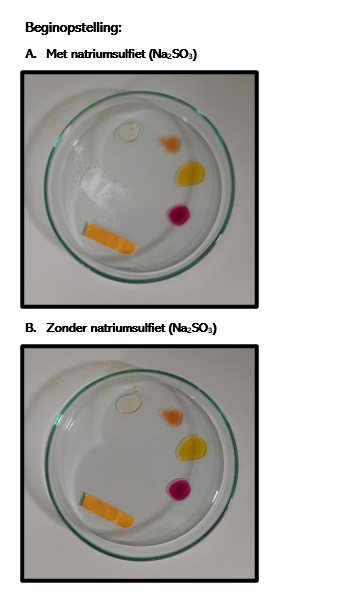 Beginopstelling:
A. Met natriumsulfiet (Na₂SO₃)
B. Zonder natriumsulfiet (Na₂SO₃)